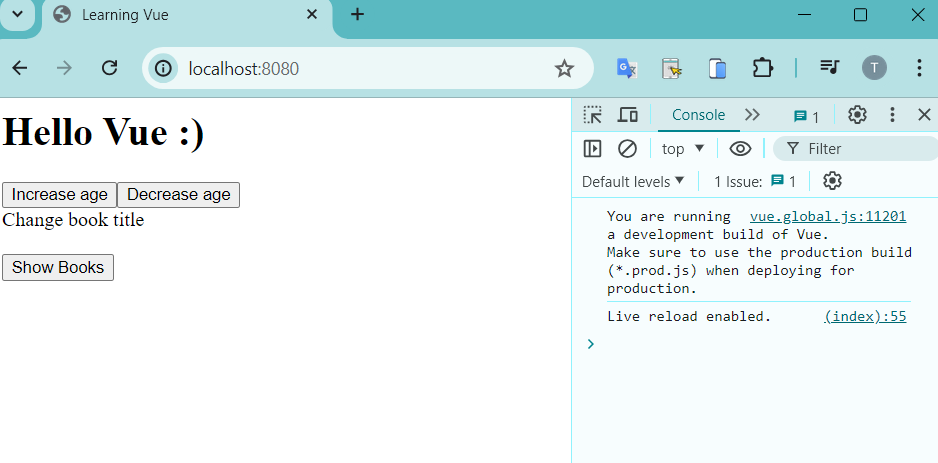 Learning Vue
localhost:8080
T
Hello Vue :)
Increase age Decrease age
Change book title
Show Books
Console 1
top Filter
Default levels 1 Issue: 1
You are running vue.global.js:11201
a development build of Vue.
Make sure to use the production build
(*.prod.js) when deploying for
production.
Live reload enabled. (index):55